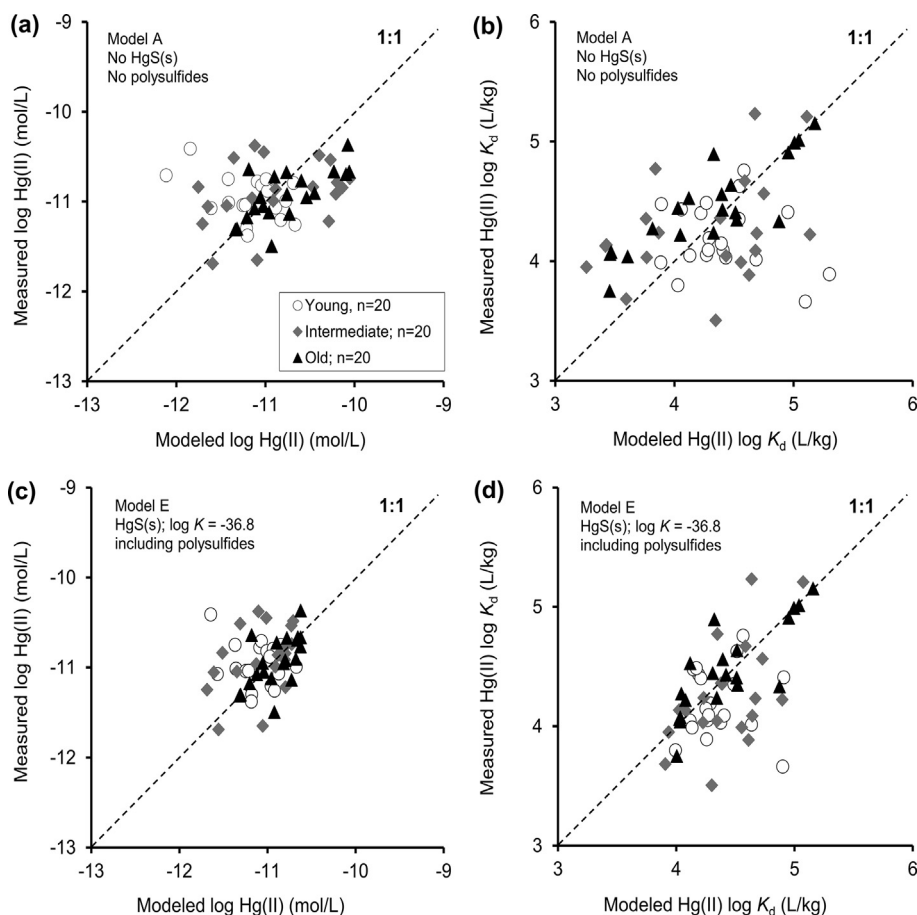 (a)
Model A
No HgS(s)
No polysulfides
1:1
-9
-10
-11
-12
-13
Measured log Hg(II) (mol/L)
Young, n=20
Intermediate; n=20
Old; n=20
-13 -12 -11 -10 -9
Modeled log Hg(II) (mol/L)
(b)
Model A
No HgS(s)
No polysulfides
1:1
6
5
4
3
Measured Hg(II) log Kp (L/kg)
3 4 5 6
Modeled Hg(II) log Kd (L/kg)
(c)
Model E
HgS(s); log K = -36.8
including polysulfides
1:1
-9
-10
-11
-12
-13
Measured log Hg(II) (mol/L)
-13 -12 -11 -10 -9
Modeled log Hg(II) (mol/L)
(d)
Model E
HgS(s); log K = -36.8
including polysulfides
1:1
6
5
4
3
Measured Hg(II) log Kd (L/kg)
3 4 5 6
Modeled Hg(II) log Kd (L/kg)